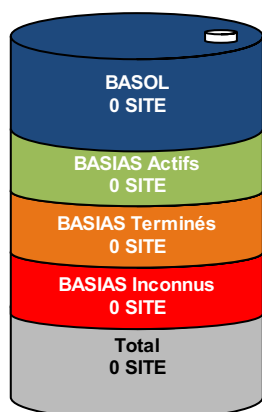 BASOL
0 SITE
BASIAS Actifs
0 SITE
BASIAS Terminés
0 SITE
BASIAS Inconnus
0 SITE
Total
0 SITE